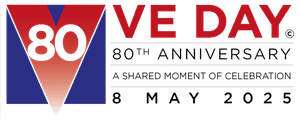 80
VE DAY©
80TH ANNIVERSARY
A SHARED MOMENT OF CELEBRATION
8 MAY 2025